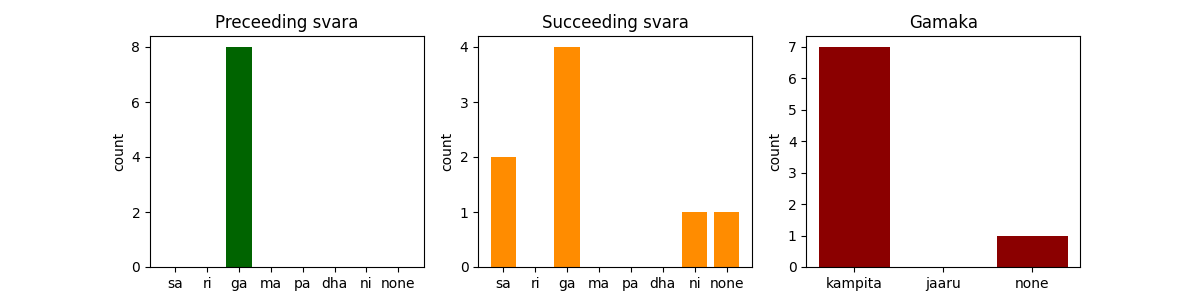 Preceeding svara
count
8
6
4
2
0
sa ri ga ma pa dha ni none
Succeeding svara
count
4
3
2
1
0
sa ri ga ma pa dha ni none
Gamaka
count
7
6
5
4
3
2
1
0
kampita jaaru none